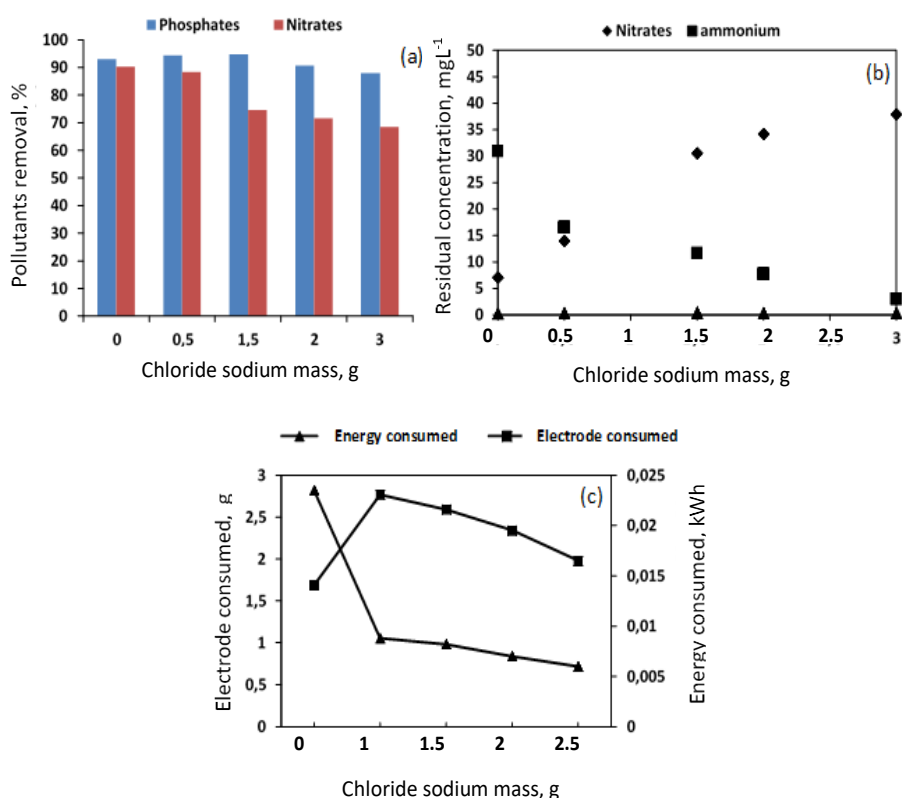 Phosphates Nitrates
(a)
Pollutants removal, %
100
90
80
70
60
50
40
30
20
10
0
0 0,5 1,5 2 3
Chloride sodium mass, g
Nitrates ammonium
(b)
Residual concentration, mgL-1
50
45
40
35
30
25
20
15
10
5
0
0 0.5 1 1.5 2 2.5 3
Chloride sodium mass, g
Energy consumed Electrode consumed
(c)
Electrode consumed, g
3
2,5
2
1,5
1
0,5
0
Energy consumed, kWh
0,025
0,02
0,015
0,01
0,005
0
0 1 1.5 2 2.5
Chloride sodium mass, g